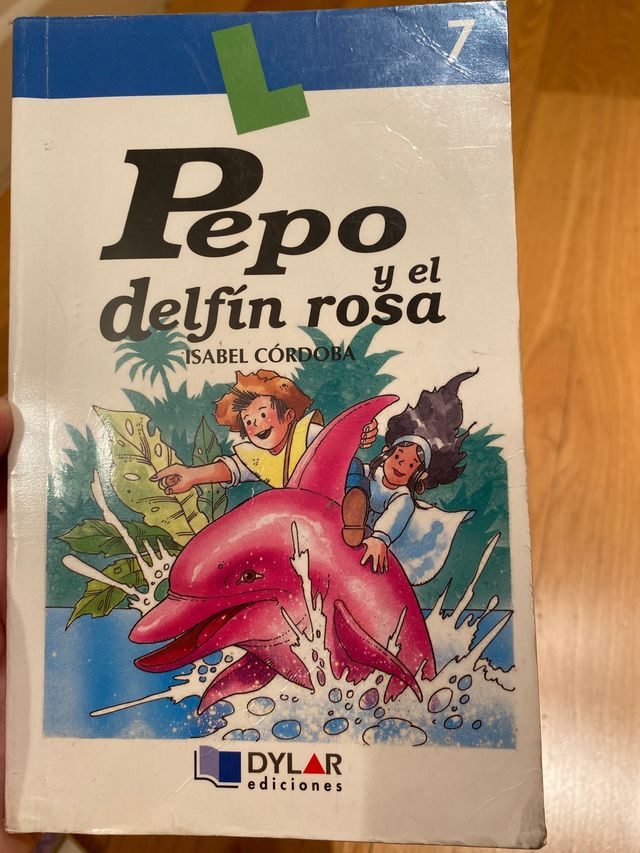 7
Pepo
y el
delfín rosa
ISABEL CÓRDOBA
DYLAR
ediciones